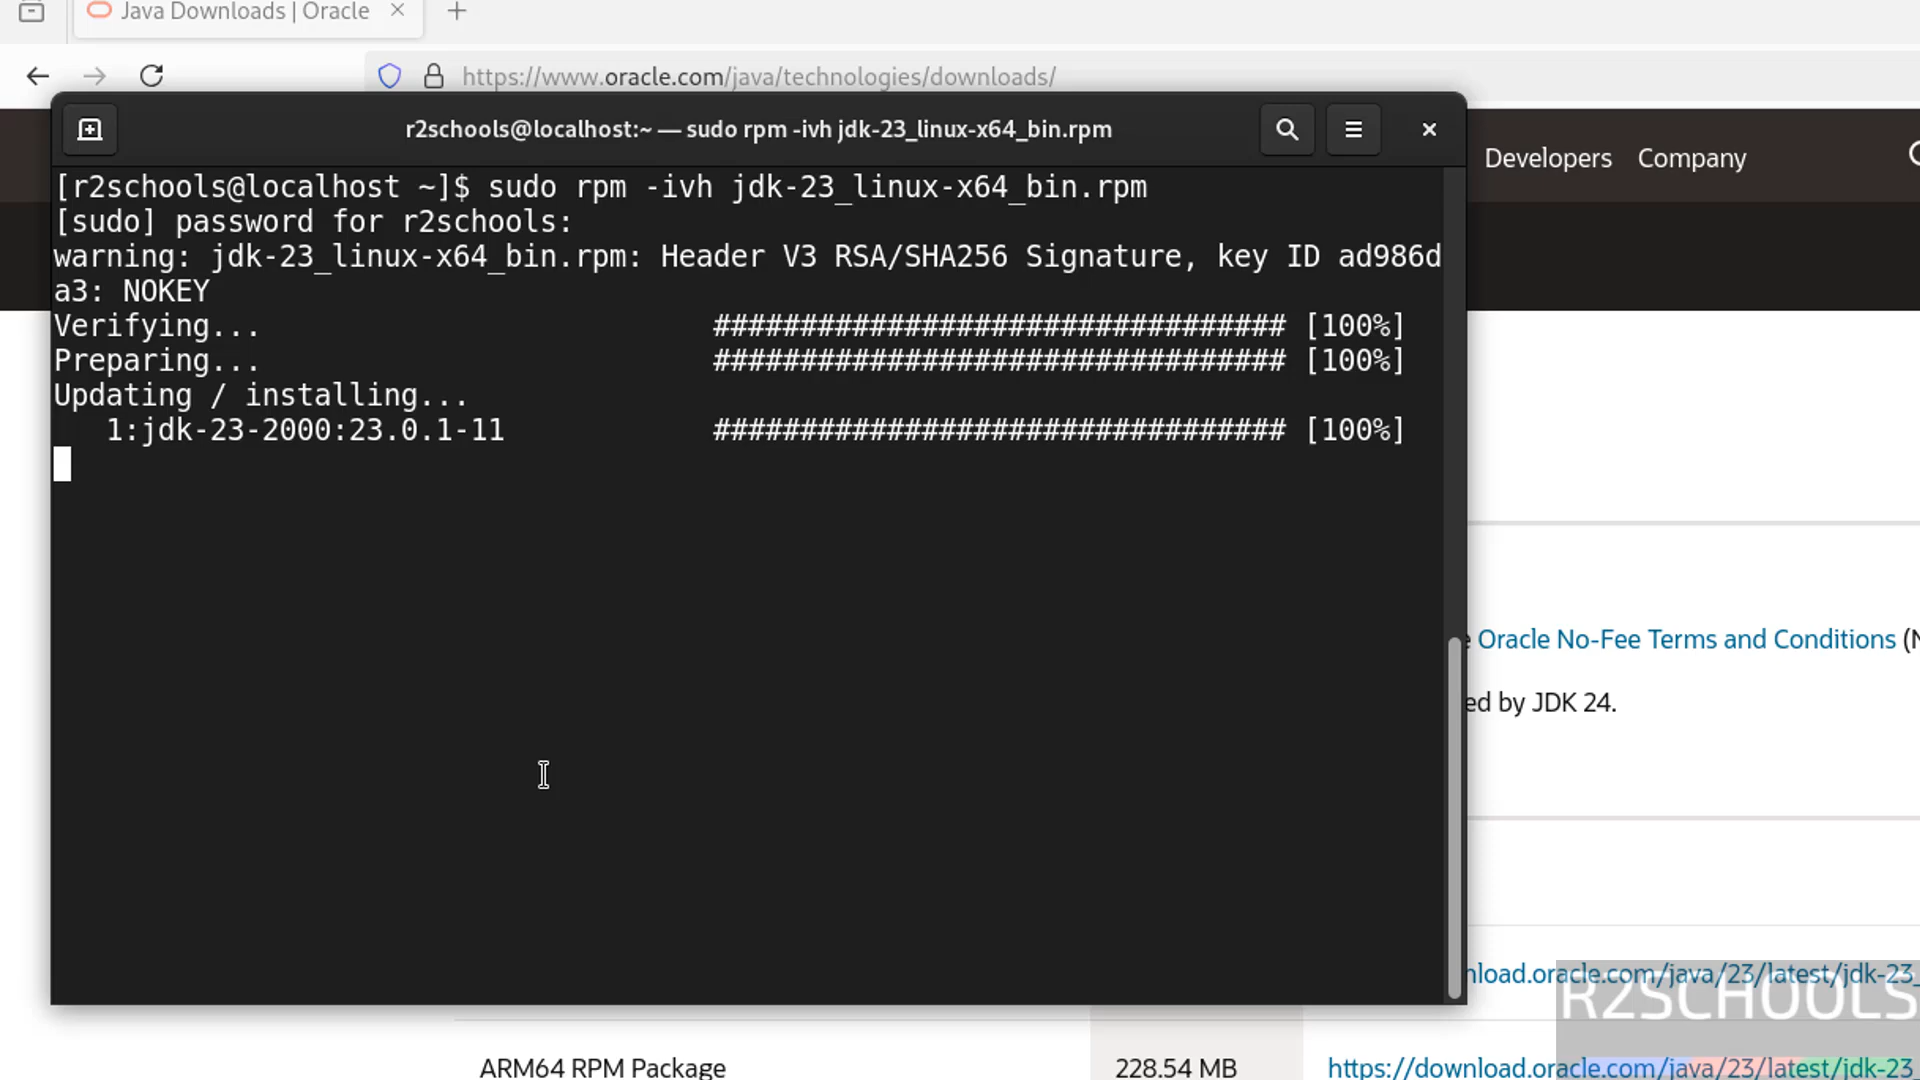 Java Downloads | Oracle
https://www.oracle.com/java/technologies/downloads/
r2schools@localhost:~ — sudo rpm -ivh jdk-23_linux-x64_bin.rpm
Developers Company
[r2schools@localhost ~]$ sudo rpm -ivh jdk-23_linux-x64_bin.rpm
[sudo] password for r2schools:
warning: jdk-23_linux-x64_bin.rpm: Header V3 RSA/SHA256 Signature, key ID ad986d
a3: NOKEY
Verifying... ################################# [100%]
Preparing... ################################# [100%]
Updating / installing...
1:jdk-23-2000:23.0.1-11 ################################# [100%]
Oracle No-Fee Terms and Conditions
ed by JDK 24.
nload.oracle.com/java/23/latest/jdk-23_
R2SCHOOLS
ARM64 RPM Package 228.54 MB https://download.oracle.com/java/23/latest/jdk-23_